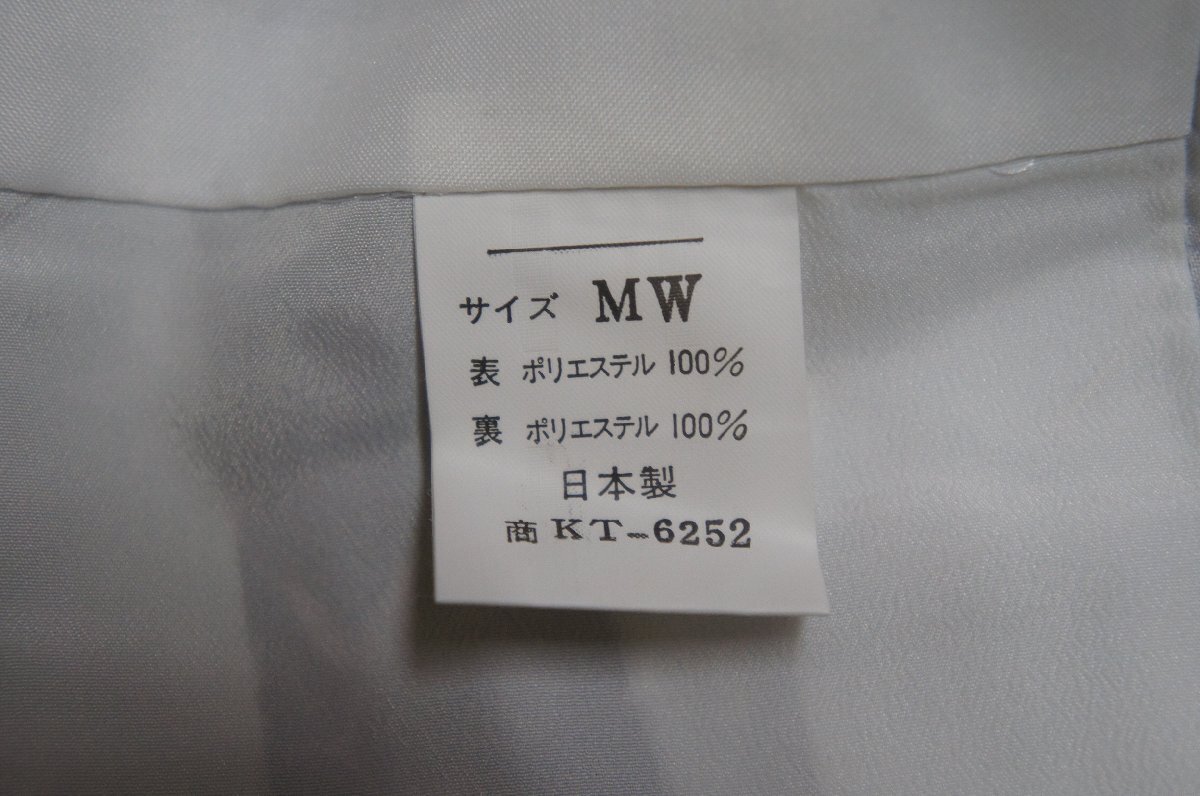 サイズ MW
表 ポリエステル 100%
裏 ポリエステル 100%
日本製
商 KT-6252